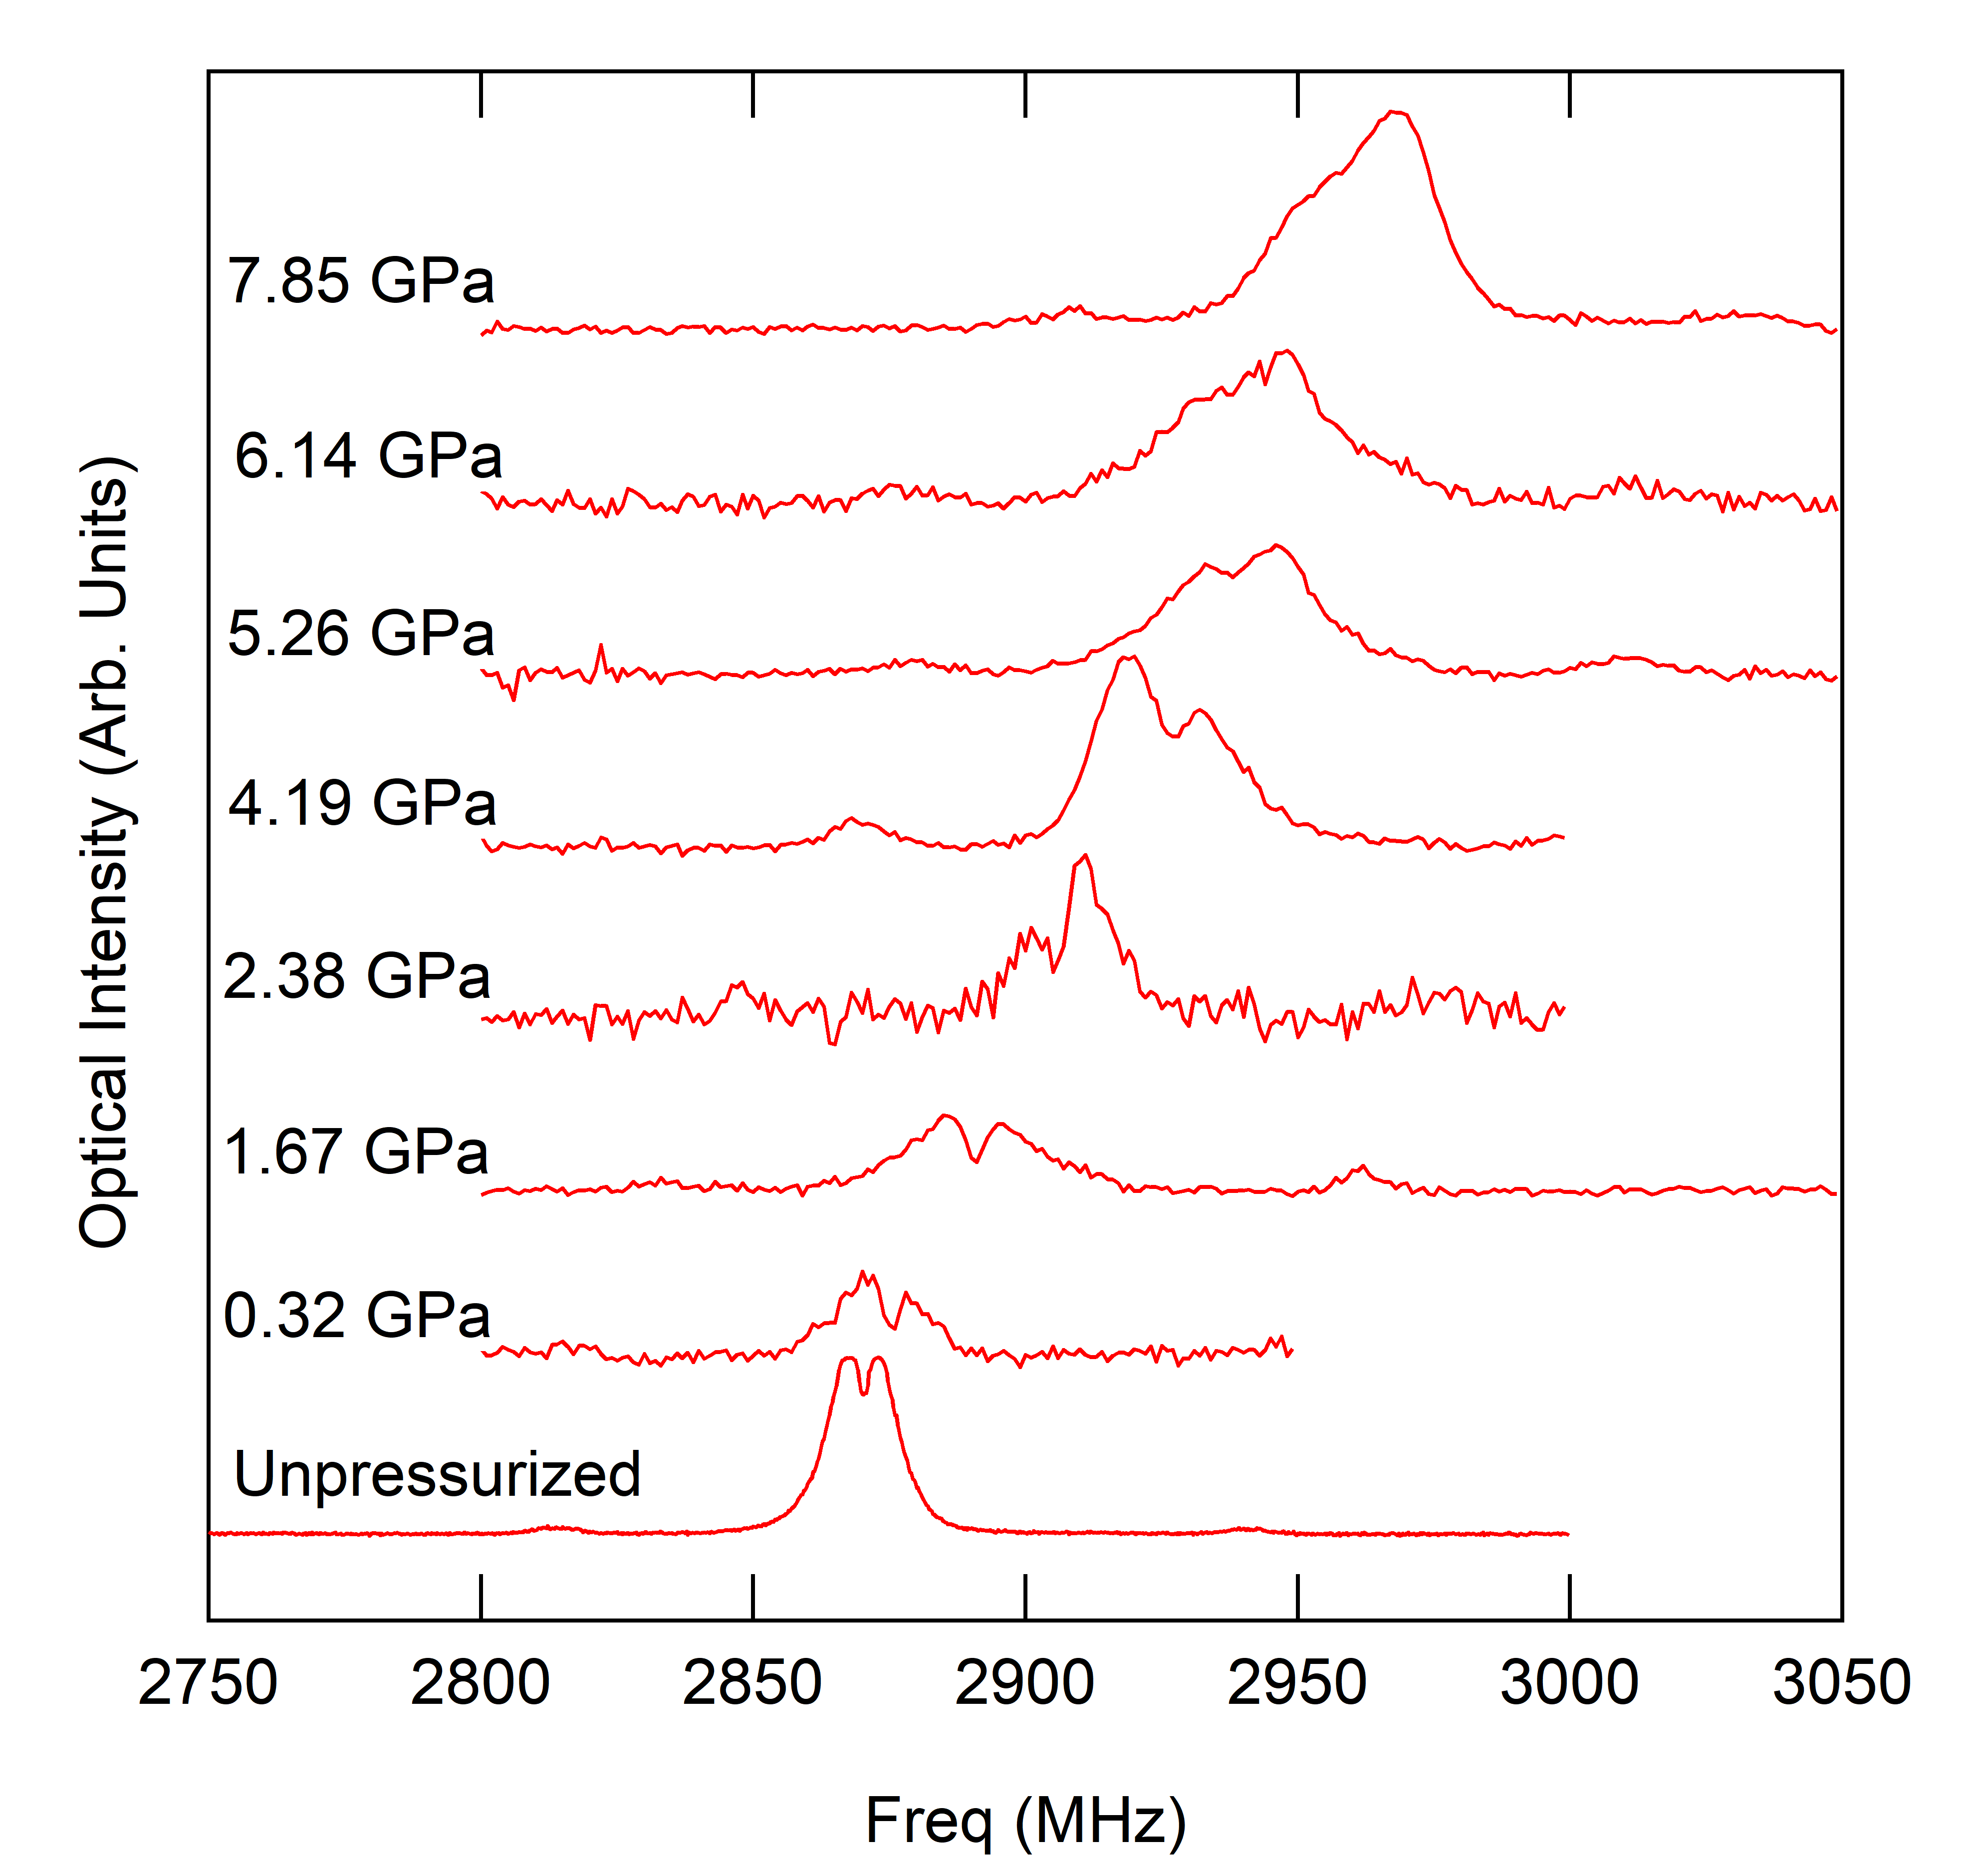 7.85 GPa
6.14 GPa
5.26 GPa
4.19 GPa
2.38 GPa
1.67 GPa
0.32 GPa
Unpressurized
Optical Intensity (Arb. Units)
2750 2800 2850 2900 2950 3000 3050
Freq (MHz)